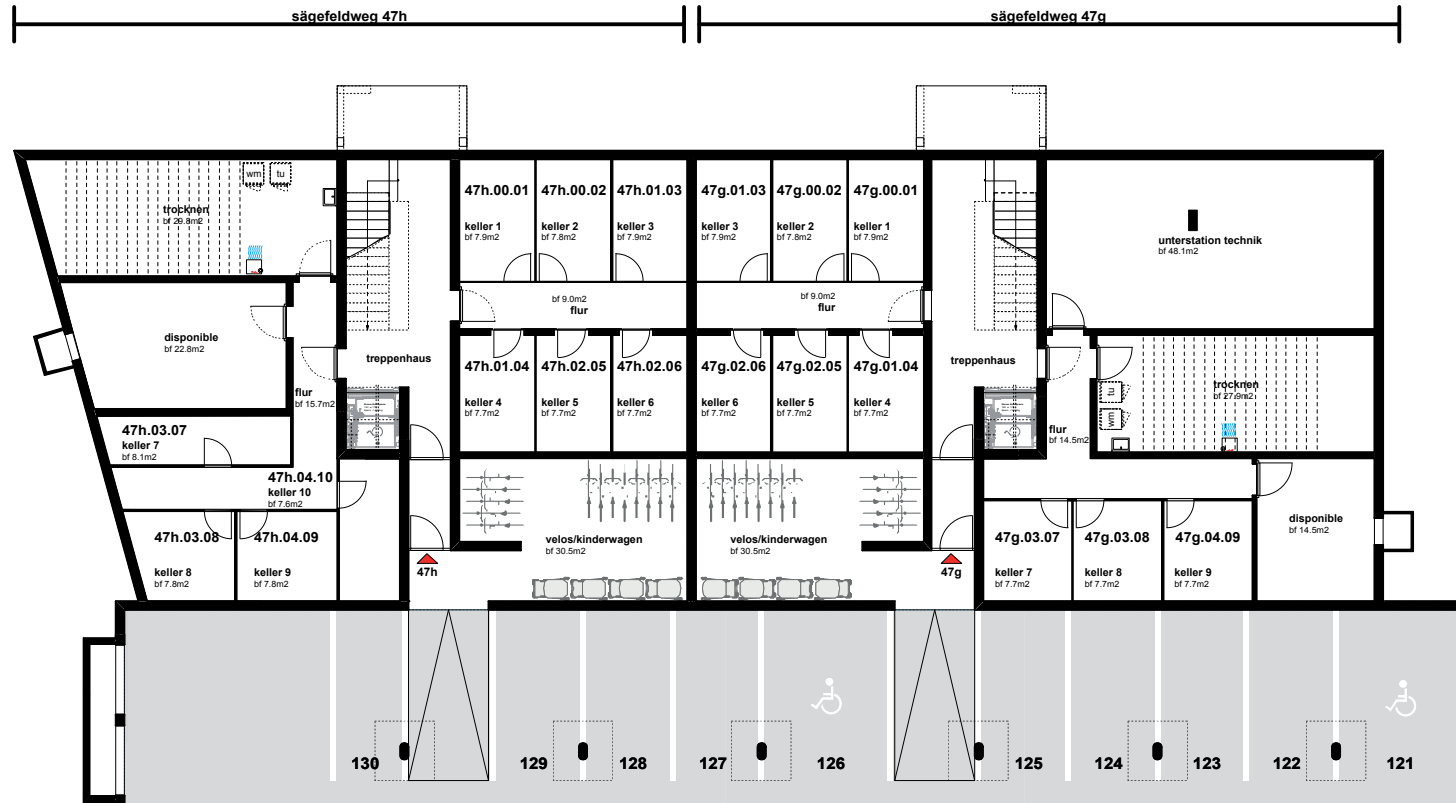 sägefeldweg 47h
sägefeldweg 47g
wm
tu
trocknen
bf 29.8m2
47h.00.01
keller 1
bf 7.9m2
47h.00.02
keller 2
bf 7.8m2
47h.01.03
keller 3
bf 7.9m2
47g.01.03
keller 3
bf 7.9m2
47g.00.02
keller 2
bf 7.8m2
47g.00.01
keller 1
bf 7.9m2
unterstation technik
bf 48.1m2
bf 9.0m2
flur
bf 9.0m2
flur
disponible
bf 22.8m2
treppenhaus
treppenhaus
flur
bf 15.7m2
47h.01.04
keller 4
bf 7.7m2
47h.02.05
keller 5
bf 7.7m2
47h.02.06
keller 6
bf 7.7m2
47g.02.06
keller 6
bf 7.7m2
47g.02.05
keller 5
bf 7.7m2
47g.01.04
keller 4
bf 7.7m2
tu
wm
trocknen
bf 27.9m2
flur
bf 14.5m2
47h.03.07
keller 7
bf 8.1m2
47h.04.10
keller 10
bf 7.6m2
47h.03.08
keller 8
bf 7.8m2
47h.04.09
keller 9
bf 7.8m2
velos/kinderwagen
bf 30.5m2
velos/kinderwagen
bf 30.5m2
47g.03.07
keller 7
bf 7.7m2
47g.03.08
keller 8
bf 7.7m2
47g.04.09
keller 9
bf 7.7m2
disponible
bf 14.5m2
47h
47g
130
129
128
127
126
125
124
123
122
121